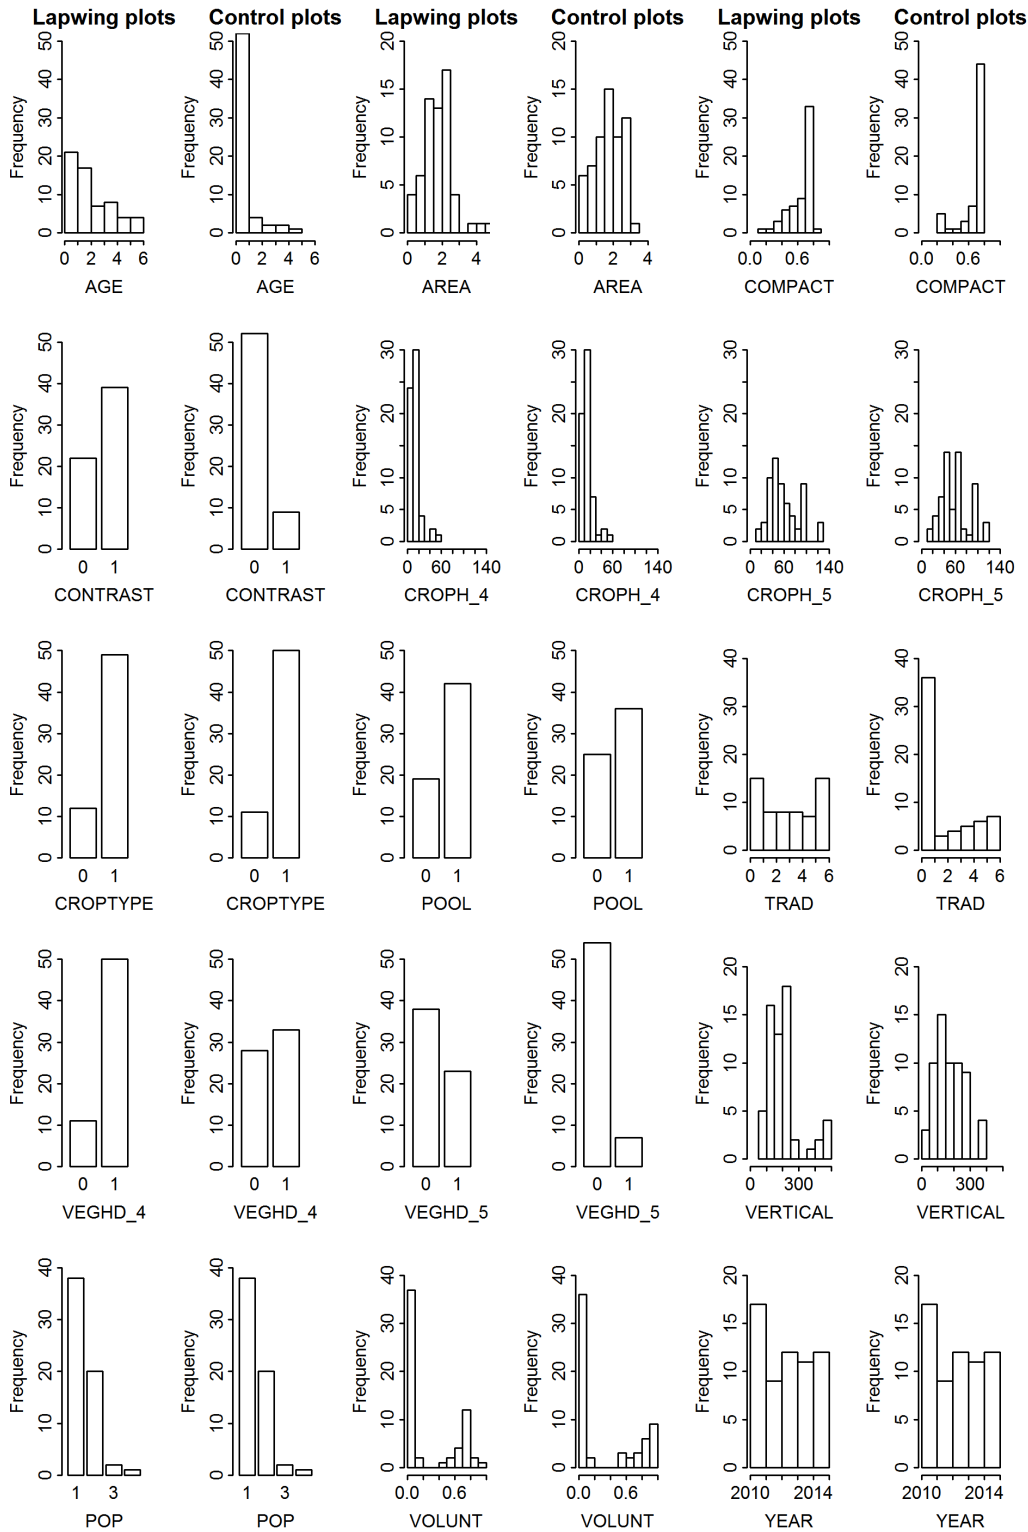 Lapwing plots Control plots Lapwing plots Control plots Lapwing plots Control plots
Frequency Frequency Frequency Frequency Frequency Frequency
0 10 20 30 40 50 0 10 20 30 40 50 0 5 10 15 20 0 5 10 15 20 0 10 20 30 40 50 0 10 20 30 40 50
0 2 4 6 0 2 4 6 0 2 4 0 2 4 0.0 0.6 0.0 0.6
AGE AGE AREA AREA COMPACT COMPACT
Frequency Frequency Frequency Frequency Frequency Frequency
0 10 20 30 40 50 0 10 20 30 40 50 0 5 10 20 30 0 5 10 20 30 0 5 10 20 30 0 5 10 20 30
0 1 0 1 0 60 140 0 60 140 0 60 140 0 60 140
CONTRAST CONTRAST CROPH_4 CROPH_4 CROPH_5 CROPH_5
Frequency Frequency Frequency Frequency Frequency Frequency
0 10 20 30 40 50 0 10 20 30 40 50 0 10 20 30 40 50 0 10 20 30 40 50 0 10 20 30 40 0 10 20 30 40
0 1 0 1 0 1 0 1 0 2 4 6 0 2 4 6
CROPTYPE CROPTYPE POOL POOL TRAD TRAD
Frequency Frequency Frequency Frequency Frequency Frequency
0 10 20 30 40 50 0 10 20 30 40 50 0 10 20 30 40 50 0 10 20 30 40 50 0 5 10 15 20 0 5 10 15 20
0 1 0 1 0 1 0 1 0 300 0 300
VEGHD_4 VEGHD_4 VEGHD_5 VEGHD_5 VERTICAL VERTICAL
Frequency Frequency Frequency Frequency Frequency Frequency
0 10 20 30 40 0 10 20 30 40 0 10 20 30 40 0 10 20 30 40 0 5 10 15 20 0 5 10 15 20
1 3 1 3 0.0 0.6 0.0 0.6 2010 2014 2010 2014
POP POP VOLUNT VOLUNT YEAR YEAR